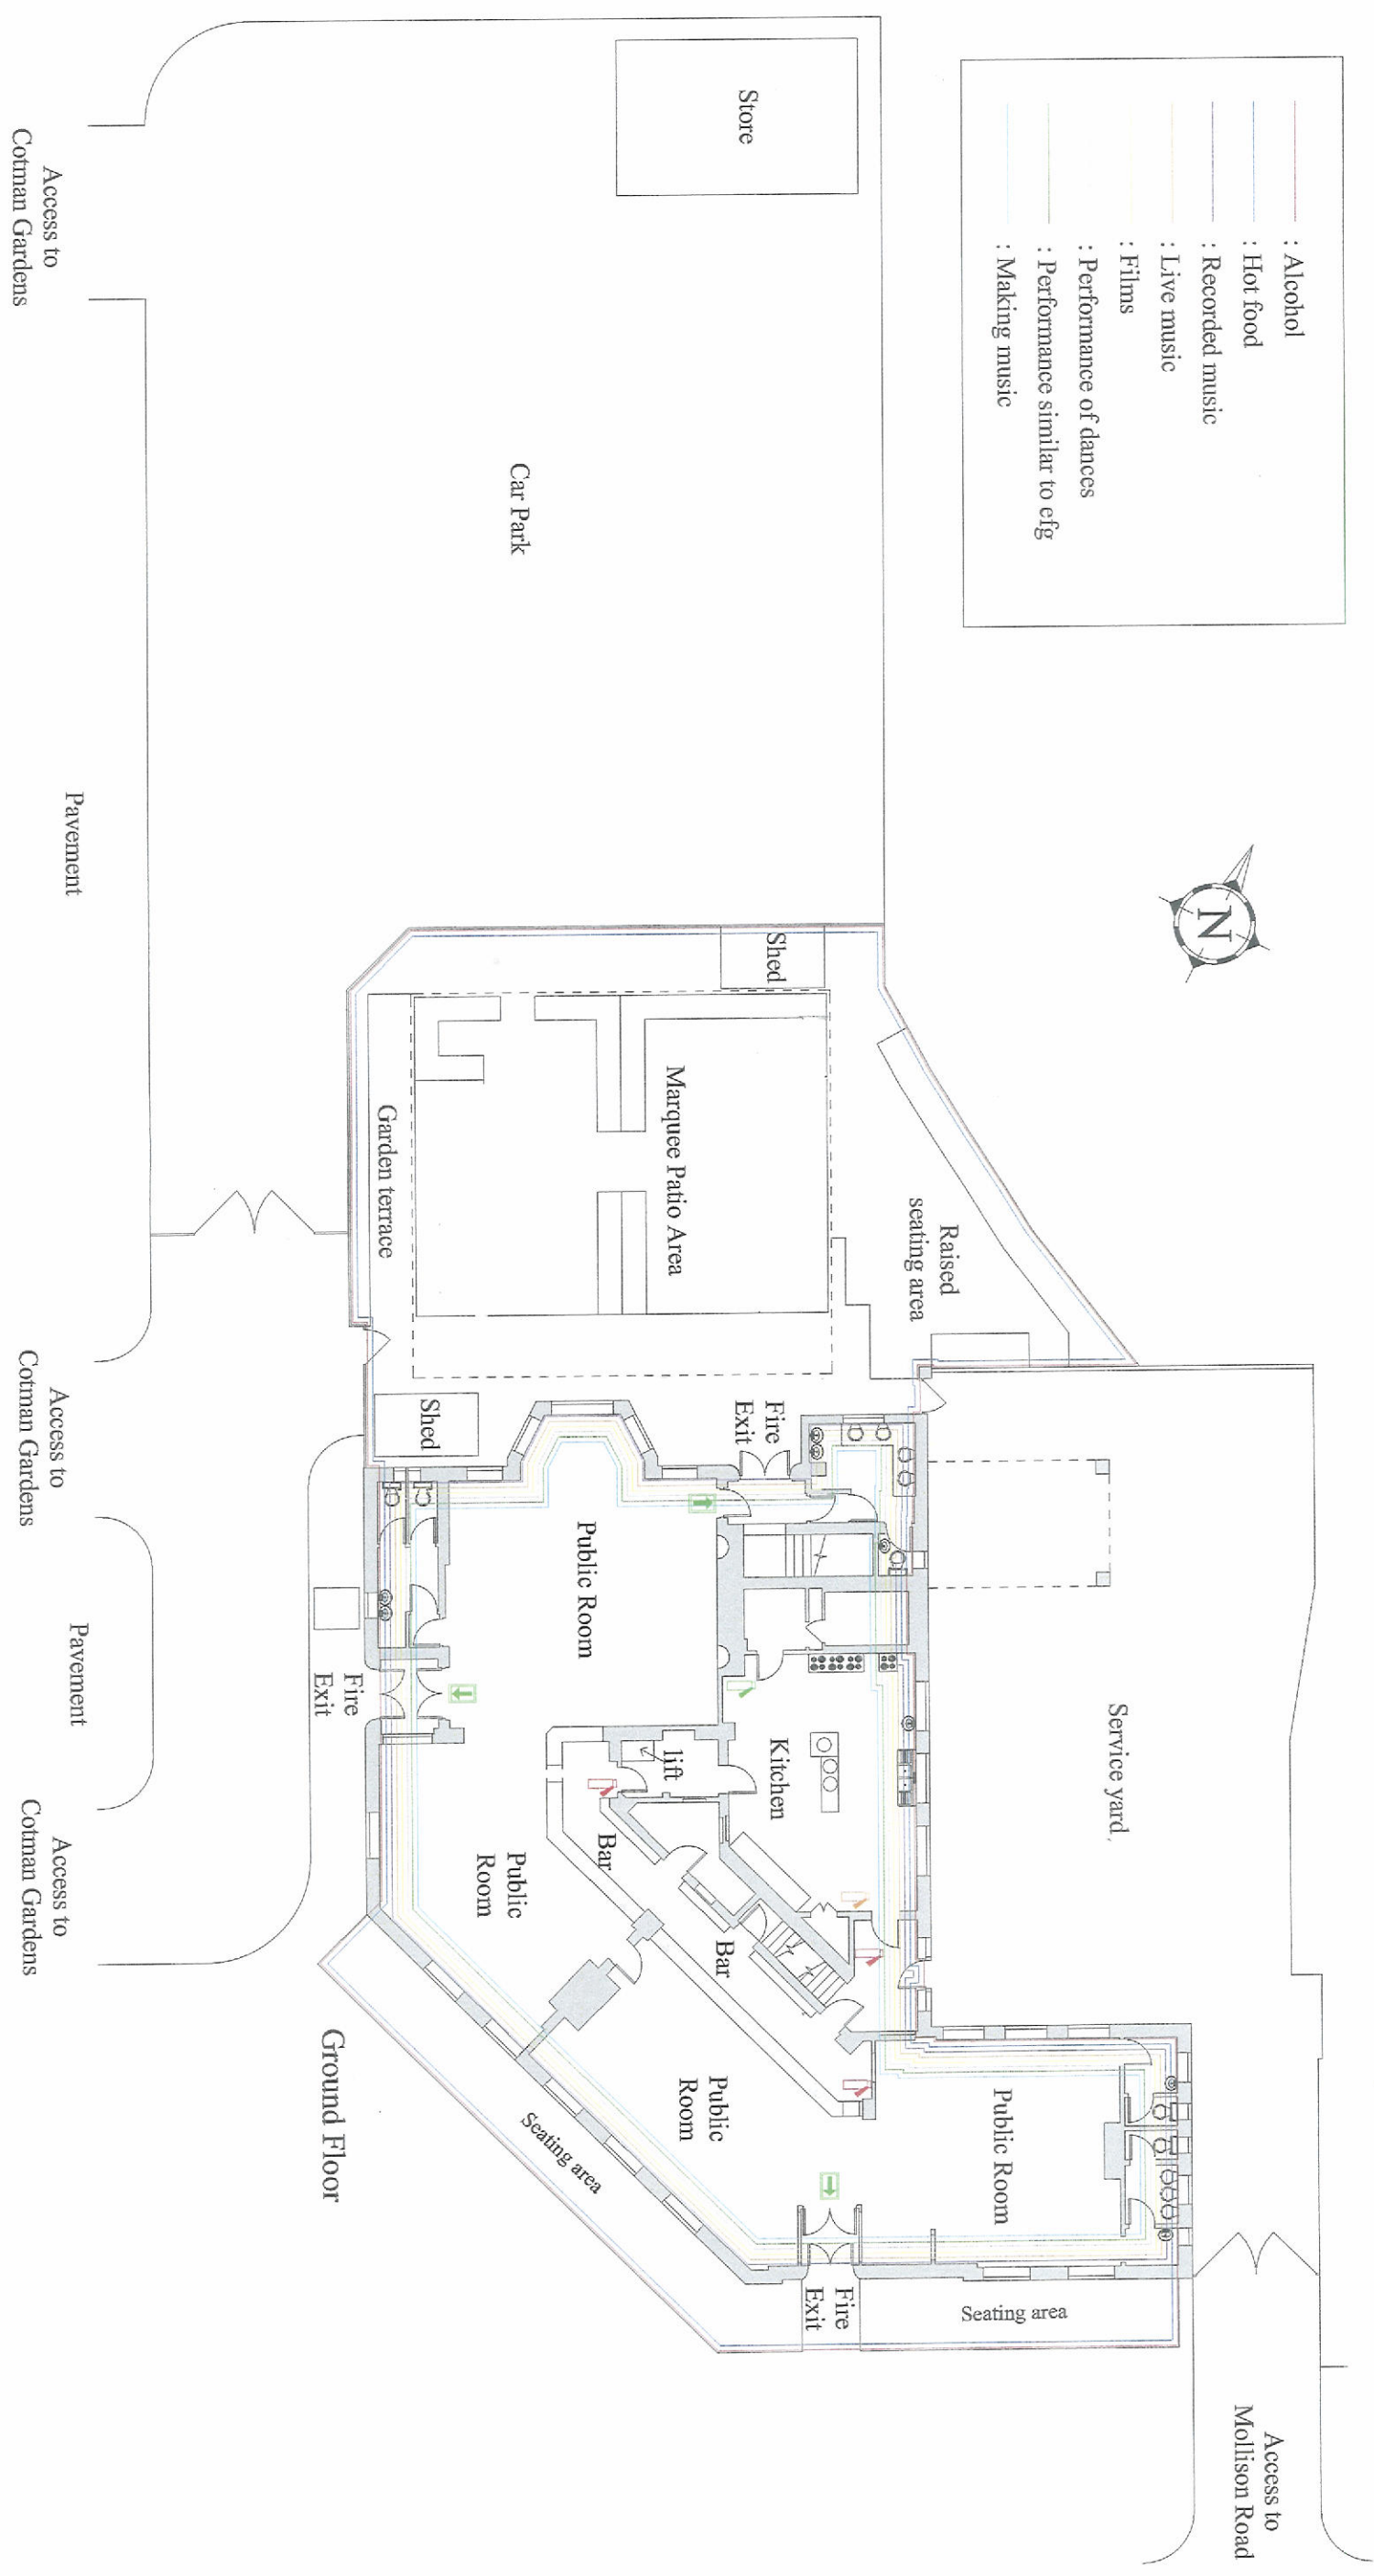 : Alcohol
: Hot food
: Recorded music
: Live music
: Films
: Performance of dances
: Performance similar to efg
: Making music
N
Store
Car Park
Access to
Cotman Gardens
Pavement
Shed
Marquee Patio Area
Garden terrace
Raised
seating area
Shed
Fire
Exit
Service yard
Public Room
Kitchen
lift
Fire
Exit
Bar
Public
Room
Bar
Public
Room
Public Room
Seating area
Fire
Exit
Seating area
Access to
Cotman Gardens
Pavement
Access to
Cotman Gardens
Access to
Mollison Road
Ground Floor